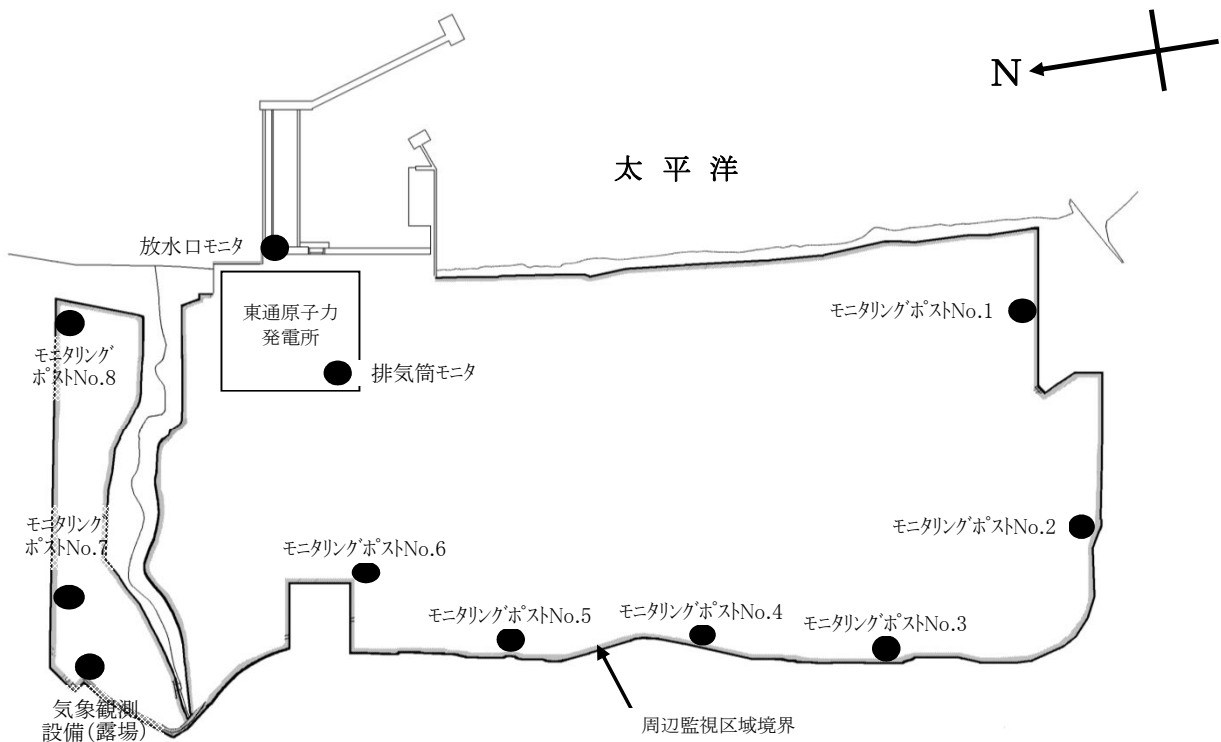 N
太 平 洋
放水口モニタ
東通原子力
発電所
モニタリングポストNo.1
モニタリング
ポストNo.8
排気筒モニタ
モニタリング
ポストNo.7
モニタリングポストNo.2
モニタリングポストNo.6
モニタリングポストNo.5
モニタリングポストNo.4
モニタリングポストNo.3
気象観測
設備(露場)
周辺監視区域境界